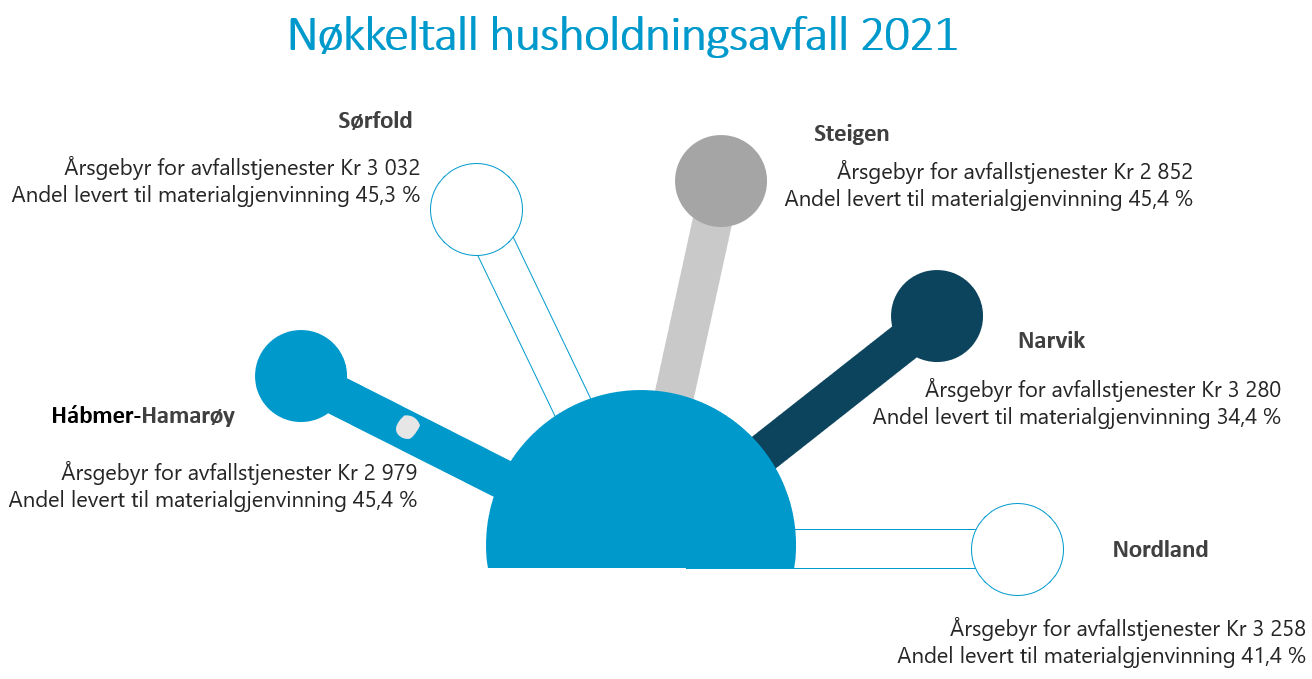 Nøkkeltall husholdningsavfall 2021
Sørfold
Årsgebyr for avfallstjenester Kr 3 032
Andel levert til materialgjenvinning 45,3 %
Steigen
Årsgebyr for avfallstjenester Kr 2 852
Andel levert til materialgjenvinning 45,4 %
Narvik
Årsgebyr for avfallstjenester Kr 3 280
Andel levert til materialgjenvinning 34,4 %
Hábmer-Hamarøy
Årsgebyr for avfallstjenester Kr 2 979
Andel levert til materialgjenvinning 45,4 %
Nordland
Årsgebyr for avfallstjenester Kr 3 258
Andel levert til materialgjenvinning 41,4 %